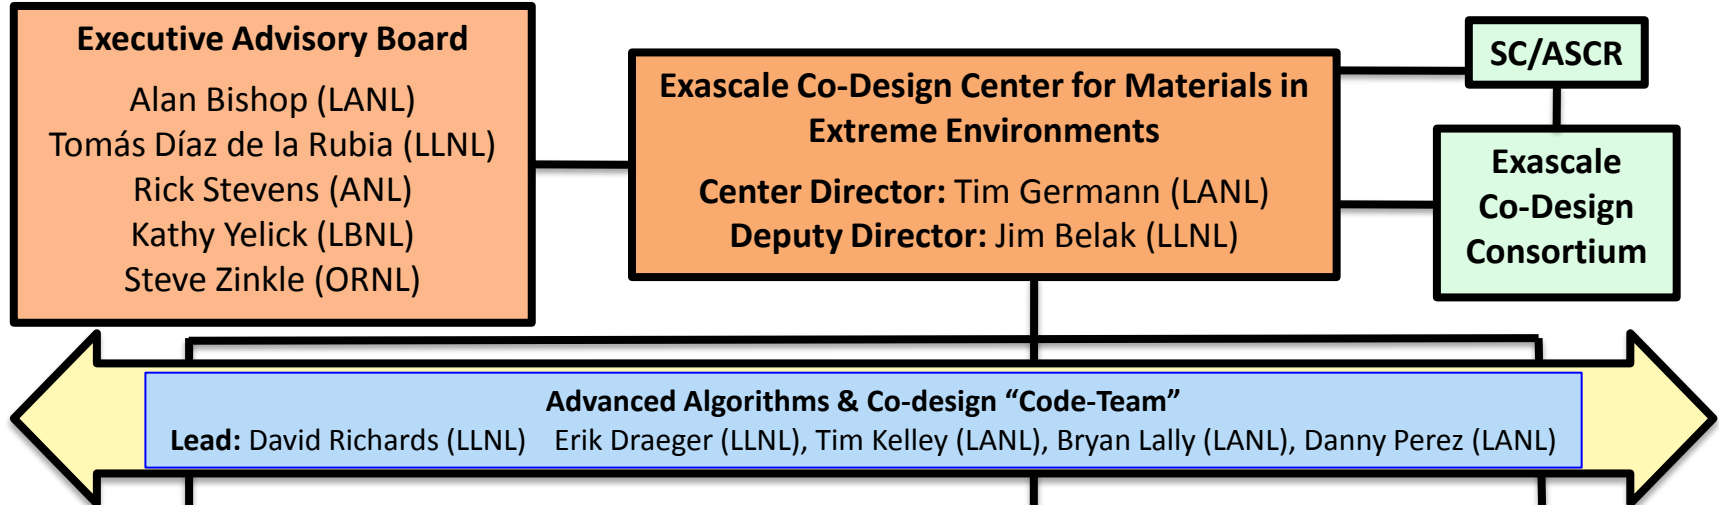 Executive Advisory Board
Alan Bishop (LANL)
Tomás Díaz de la Rubia (LLNL)
Rick Stevens (ANL)
Kathy Yelick (LBNL)
Steve Zinkle (ORNL)
Exascale Co-Design Center for Materials in
Extreme Environments
Center Director: Tim Germann (LANL)
Deputy Director: Jim Belak (LLNL)
SC/ASCR
Exascale
Co-Design
Consortium
Advanced Algorithms & Co-design “Code-Team”
Lead: David Richards (LLNL) Erik Draeger (LLNL), Tim Kelley (LANL), Bryan Lally (LANL), Danny Perez (LANL)